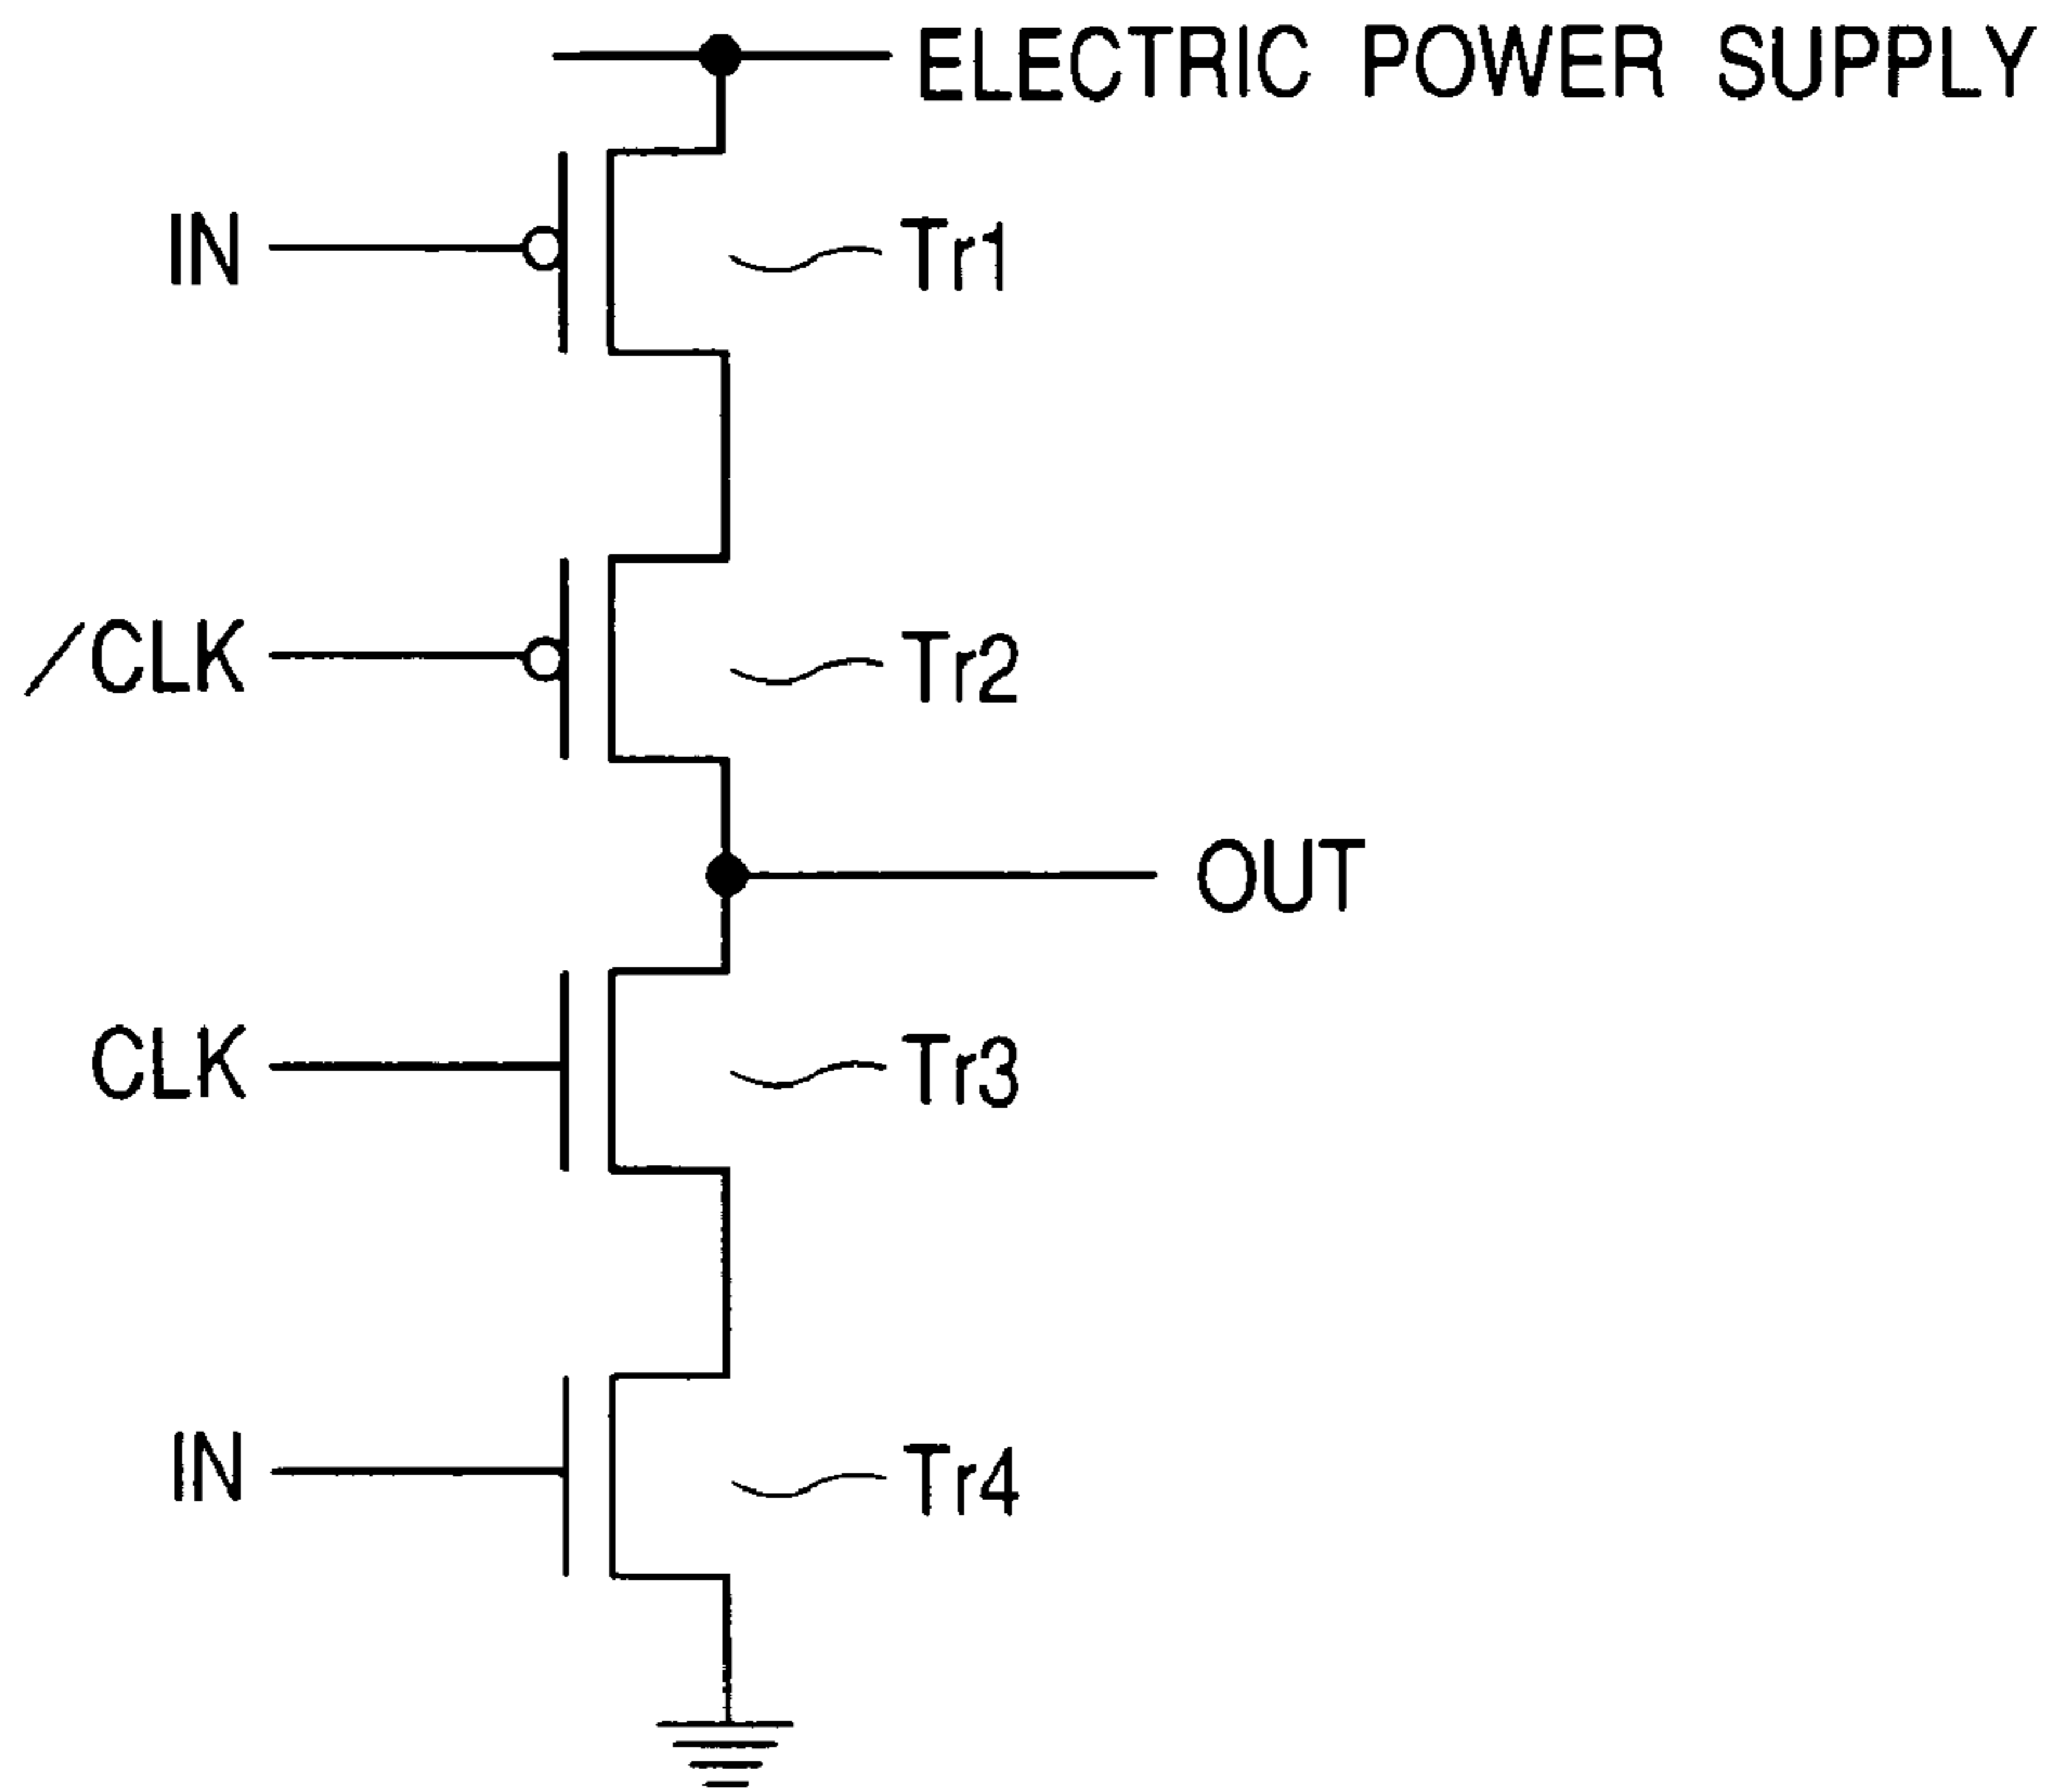 ELECTRIC POWER SUPPLY
IN
Tr1
/CLK
Tr2
OUT
CLK
Tr3
IN
Tr4